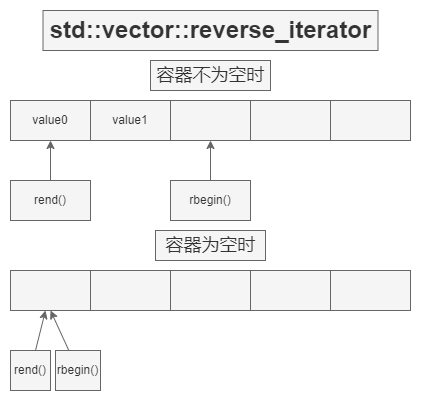 std::vector::reverse_iterator
容器不为空时
value0 value1
rend() rbegin()
容器为空时
rend() rbegin()